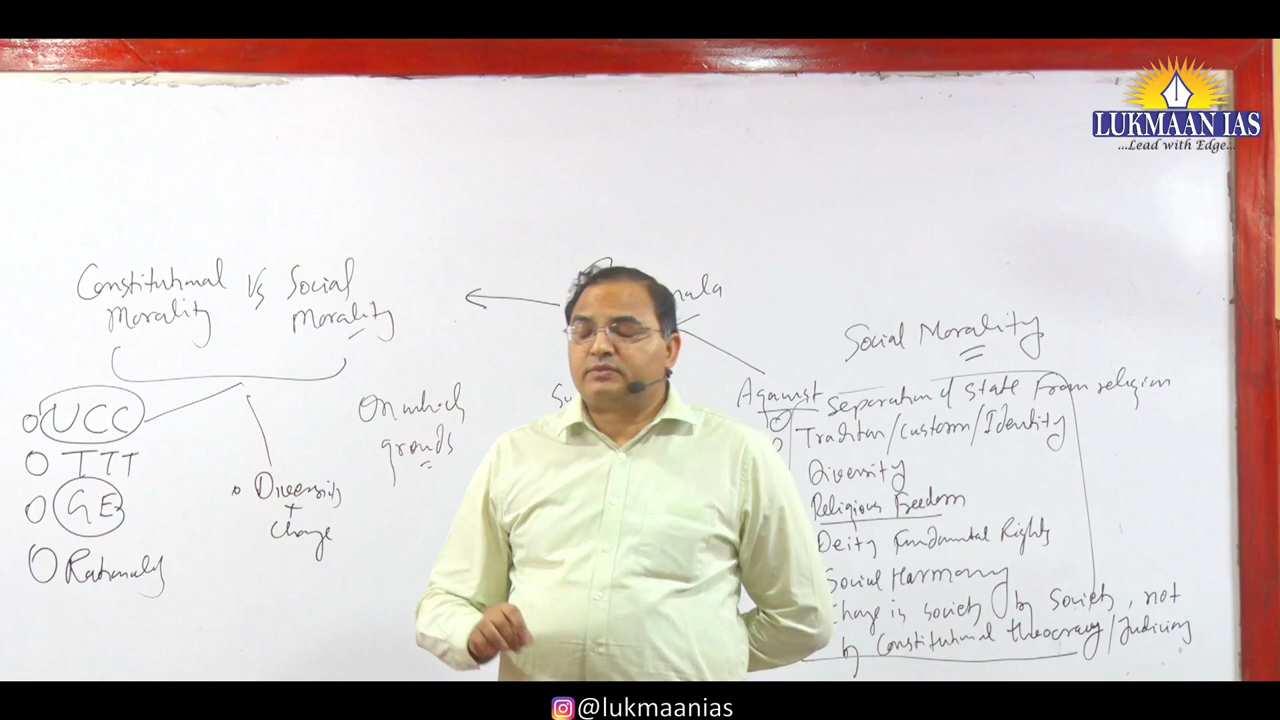 LUKMAAN IAS
...Lead with Edge...
Constitutional Vs Social
Morality Morality
Social Morality
UCC
TTT
GE
Rationality
Diversity
+
Change
On which
grounds
Against
Separation of State from religion
Tradition/Custom/Identity
Diversity
Religious Freedom
Deity Fundamental Rights
Social Harmony
Change in society by Society, not
by Constitutional theocracy/Judiciary
@lukmaanias